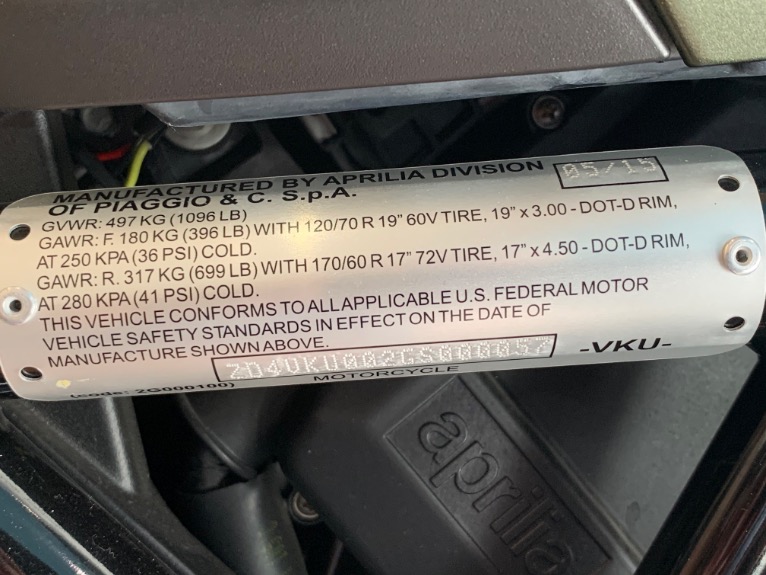 MANUFACTURED BY APRILIA DIVISION 05/15
OF PIAGGIO & C. S.p.A.
GVWR: 497 KG (1096 LB)
GAWR: F. 180 KG (396 LB) WITH 120/70 R 19" 60V TIRE, 19" x 3.00 - DOT-D RIM,
AT 250 KPA (36 PSI) COLD.
GAWR: R. 317 KG (699 LB) WITH 170/60 R 17" 72V TIRE, 17" x 4.50 - DOT-D RIM,
AT 280 KPA (41 PSI) COLD.
THIS VEHICLE CONFORMS TO ALL APPLICABLE U.S. FEDERAL MOTOR
VEHICLE SAFETY STANDARDS IN EFFECT ON THE DATE OF
MANUFACTURE SHOWN ABOVE.
ZD4VKU002GS000057 -VKU-
(code: 2G000100) MOTORCYCLE
aprilia